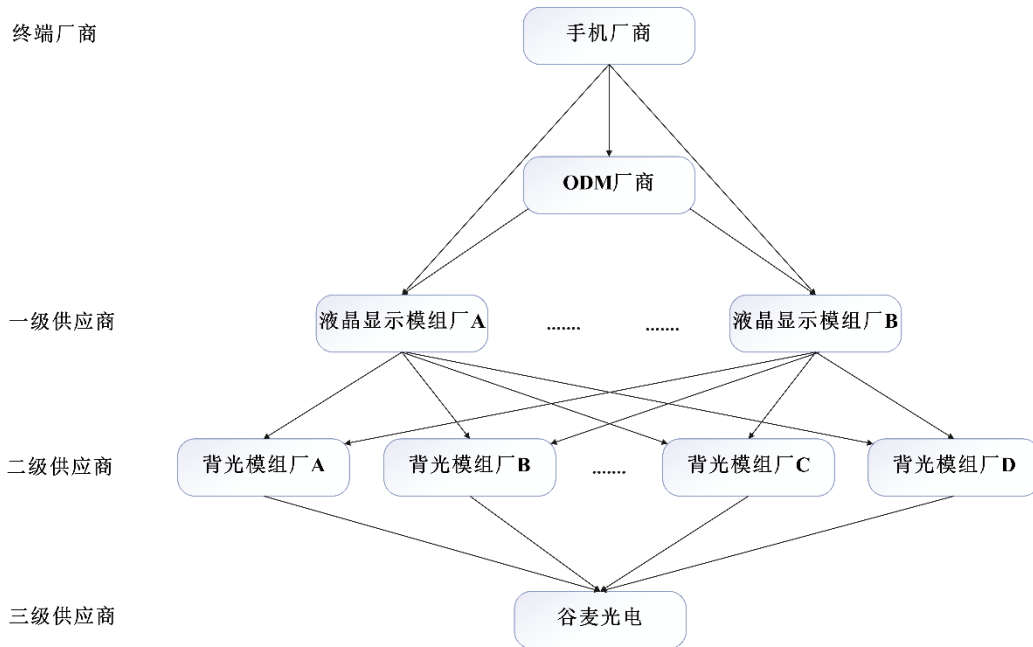 终端厂商
手机厂商
ODM厂商
一级供应商
液晶显示模组厂A
.......
.......
液晶显示模组厂B
二级供应商
背光模组厂A
背光模组厂B
.......
背光模组厂C
背光模组厂D
三级供应商
谷麦光电